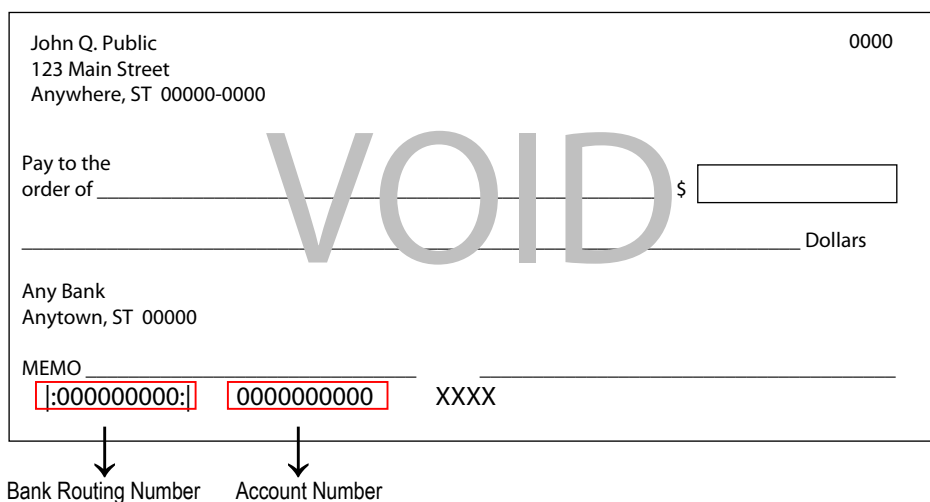 John Q. Public 0000
123 Main Street
Anywhere, ST 00000-0000
VOID
Pay to the
order of $
Dollars
Any Bank
Anytown, ST 00000
MEMO
|:000000000:| 0000000000 XXXX
Bank Routing Number Account Number